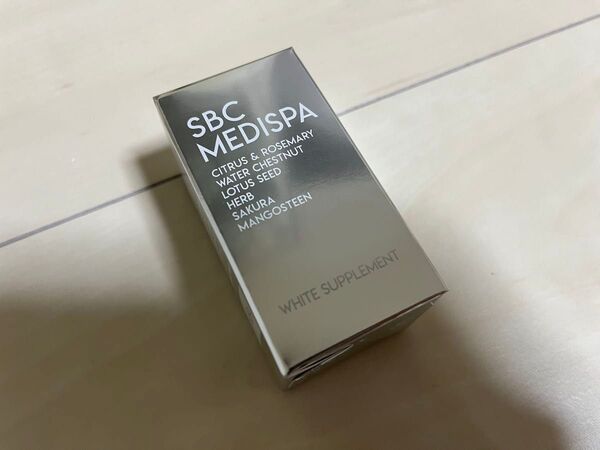 SBC
MEDISPA
CITRUS & ROSEMARY
WATER CHESTNUT
LOTUS SEED
HERB
SAKURA
MANGOSTEEN
WHITE SUPPLEMENT